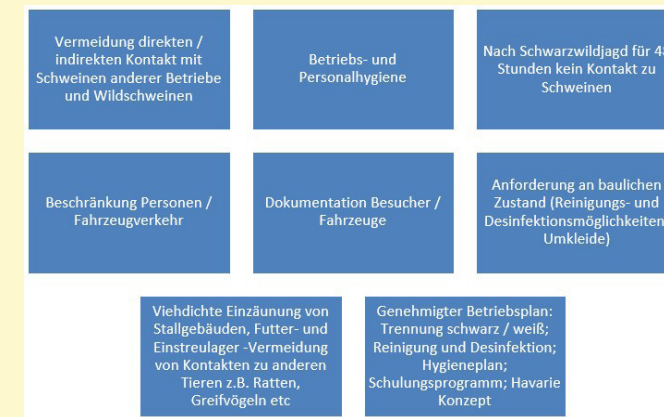 Vermeidung direkten /
indirekten Kontakt mit
Schweinen anderer Betriebe
und Wildschweinen
Betriebs- und
Personalhygiene
Nach Schwarzwildjagd für 48
Stunden kein Kontakt zu
Schweinen
Beschränkung Personen /
Fahrzeugverkehr
Dokumentation Besucher /
Fahrzeuge
Anforderung an baulichen
Zustand (Reinigungs- und
Desinfektionsmöglichkeiten
Umkleide)
Viehdichte Einzäunung von
Stallgebäuden, Futter- und
Einstreulager -Vermeidung
von Kontakten zu anderen
Tieren z.B. Ratten,
Greifvögeln etc
Genehmigter Betriebsplan:
Trennung schwarz / weiß;
Reinigung und Desinfektion;
Hygieneplan;
Schulungsprogramm; Havarie
Konzept